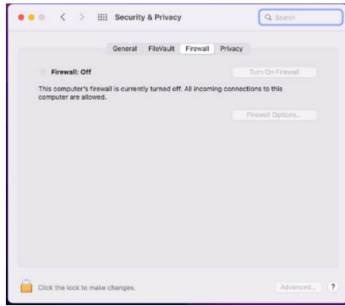 Security & Privacy
Search
General FileVault Firewall Privacy
Firewall: Off
Turn On Firewall
This computer's firewall is currently turned off. All incoming connections to this
computer are allowed.
Firewall Options...
Click the lock to make changes.
Advanced...
?